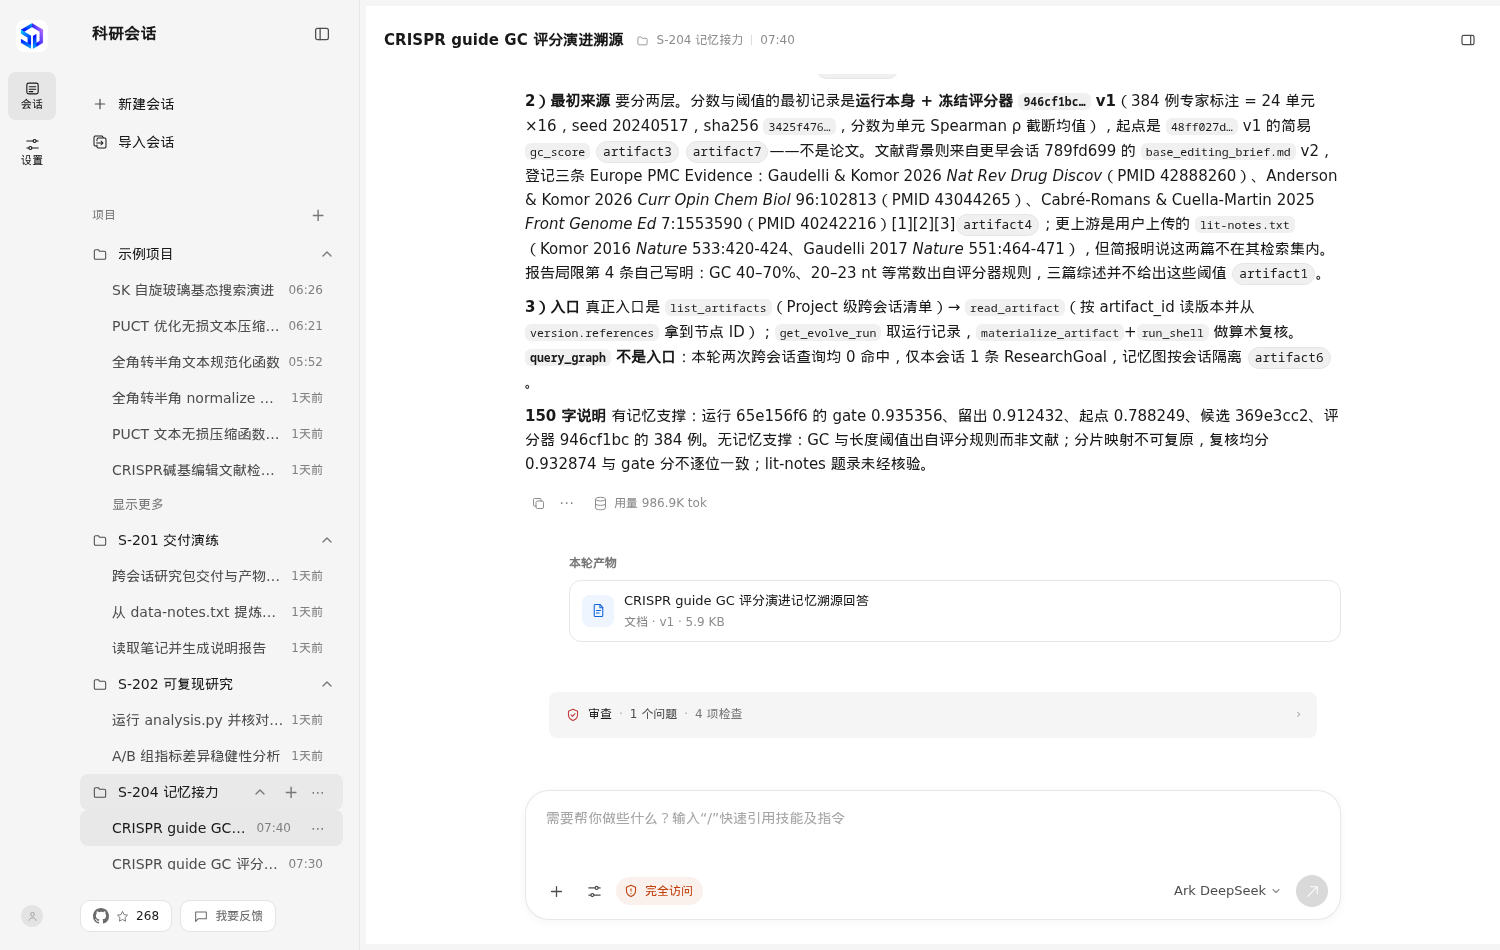 科研会话
会话
设置
新建会话
导入会话
项目
示例项目
SK 自旋玻璃基态搜索演进 06:26
PUCT 优化无损文本压缩… 06:21
全角转半角文本规范化函数 05:52
全角转半角 normalize … 1天前
PUCT 文本无损压缩函数… 1天前
CRISPR碱基编辑文献检… 1天前
显示更多
S-201 交付演练
跨会话研究包交付与产物… 1天前
从 data-notes.txt 提炼… 1天前
读取笔记并生成说明报告 1天前
S-202 可复现研究
运行 analysis.py 并核对… 1天前
A/B 组指标差异稳健性分析 1天前
S-204 记忆接力
CRISPR guide GC… 07:40
CRISPR guide GC 评分… 07:30
268
我要反馈
CRISPR guide GC 评分演进溯源 S-204 记忆接力 07:40
2）最初来源 要分两层。分数与阈值的最初记录是运行本身 + 冻结评分器 946cf1bc… v1（384 例专家标注 = 24 单元
×16，seed 20240517，sha256 3425f476…，分数为单元 Spearman ρ 截断均值），起点是 48ff027d… v1 的简易
gc_score artifact3 artifact7——不是论文。文献背景则来自更早会话 789fd699 的 base_editing_brief.md v2，
登记三条 Europe PMC Evidence：Gaudelli & Komor 2026 Nat Rev Drug Discov（PMID 42888260）、Anderson
& Komor 2026 Curr Opin Chem Biol 96:102813（PMID 43044265）、Cabré-Romans & Cuella-Martin 2025
Front Genome Ed 7:1553590（PMID 40242216）[1][2][3] artifact4；更上游是用户上传的 lit-notes.txt
（Komor 2016 Nature 533:420-424、Gaudelli 2017 Nature 551:464-471），但简报明说这两篇不在其检索集内。
报告局限第 4 条自己写明：GC 40–70%、20–23 nt 等常数出自评分器规则，三篇综述并不给出这些阈值 artifact1。
3）入口 真正入口是 list_artifacts（Project 级跨会话清单）→ read_artifact（按 artifact_id 读版本并从
version.references 拿到节点 ID）；get_evolve_run 取运行记录，materialize_artifact+run_shell 做算术复核。
query_graph 不是入口：本轮两次跨会话查询均 0 命中，仅本会话 1 条 ResearchGoal，记忆图按会话隔离 artifact6
。
150 字说明 有记忆支撑：运行 65e156f6 的 gate 0.935356、留出 0.912432、起点 0.788249、候选 369e3cc2、评
分器 946cf1bc 的 384 例。无记忆支撑：GC 与长度阈值出自评分规则而非文献；分片映射不可复原，复核均分
0.932874 与 gate 分不逐位一致；lit-notes 题录未经核验。
用量 986.9K tok
本轮产物
CRISPR guide GC 评分演进记忆溯源回答
文档 · v1 · 5.9 KB
审查 · 1 个问题 · 4 项检查
需要帮你做些什么？输入“/”快速引用技能及指令
完全访问
Ark DeepSeek